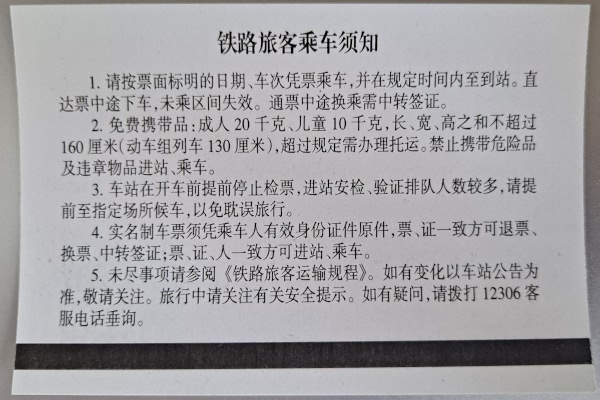 铁路旅客乘车须知
1. 请按票面标明的日期、车次凭票乘车，并在规定时间内至到站。直
达票中途下车，未乘区间失效。通票中途换乘需中转签证。
2. 免费携带品：成人 20 千克、儿童 10 千克，长、宽、高之和不超过
160 厘米（动车组列车 130 厘米），超过规定需办理托运。禁止携带危险品
及违章物品进站、乘车。
3. 车站在开车前提前停止检票，进站安检、验证排队人数较多，请提
前至指定场所候车，以免耽误旅行。
4. 实名制车票须凭乘车人有效身份证件原件，票、证一致方可退票、
换票、中转签证；票、证、人一致方可进站、乘车。
5. 未尽事项请参阅《铁路旅客运输规程》。如有变化以车站公告为
准，敬请关注。旅行中请关注有关安全提示。如有疑问，请拨打 12306 客
服电话垂询。